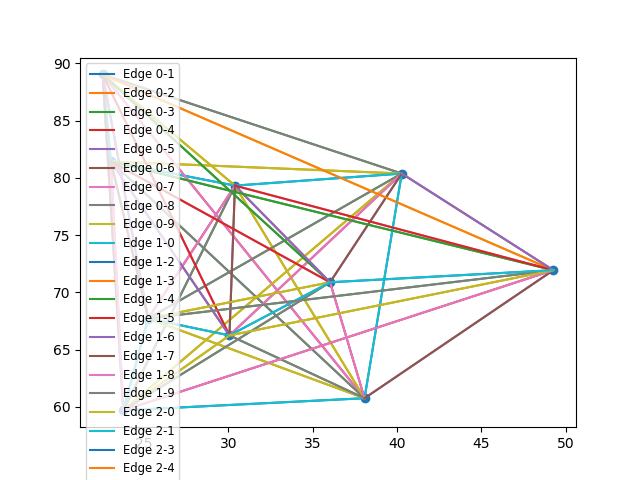 90
85
80
75
70
65
60
Edge 0-1
Edge 0-2
Edge 0-3
Edge 0-4
Edge 0-5
Edge 0-6
Edge 0-7
Edge 0-8
Edge 0-9
Edge 1-0
Edge 1-2
Edge 1-3
Edge 1-4
Edge 1-5
Edge 1-6
Edge 1-7
Edge 1-8
Edge 1-9
Edge 2-0
Edge 2-1
Edge 2-3
Edge 2-4
25 30 35 40 45 50